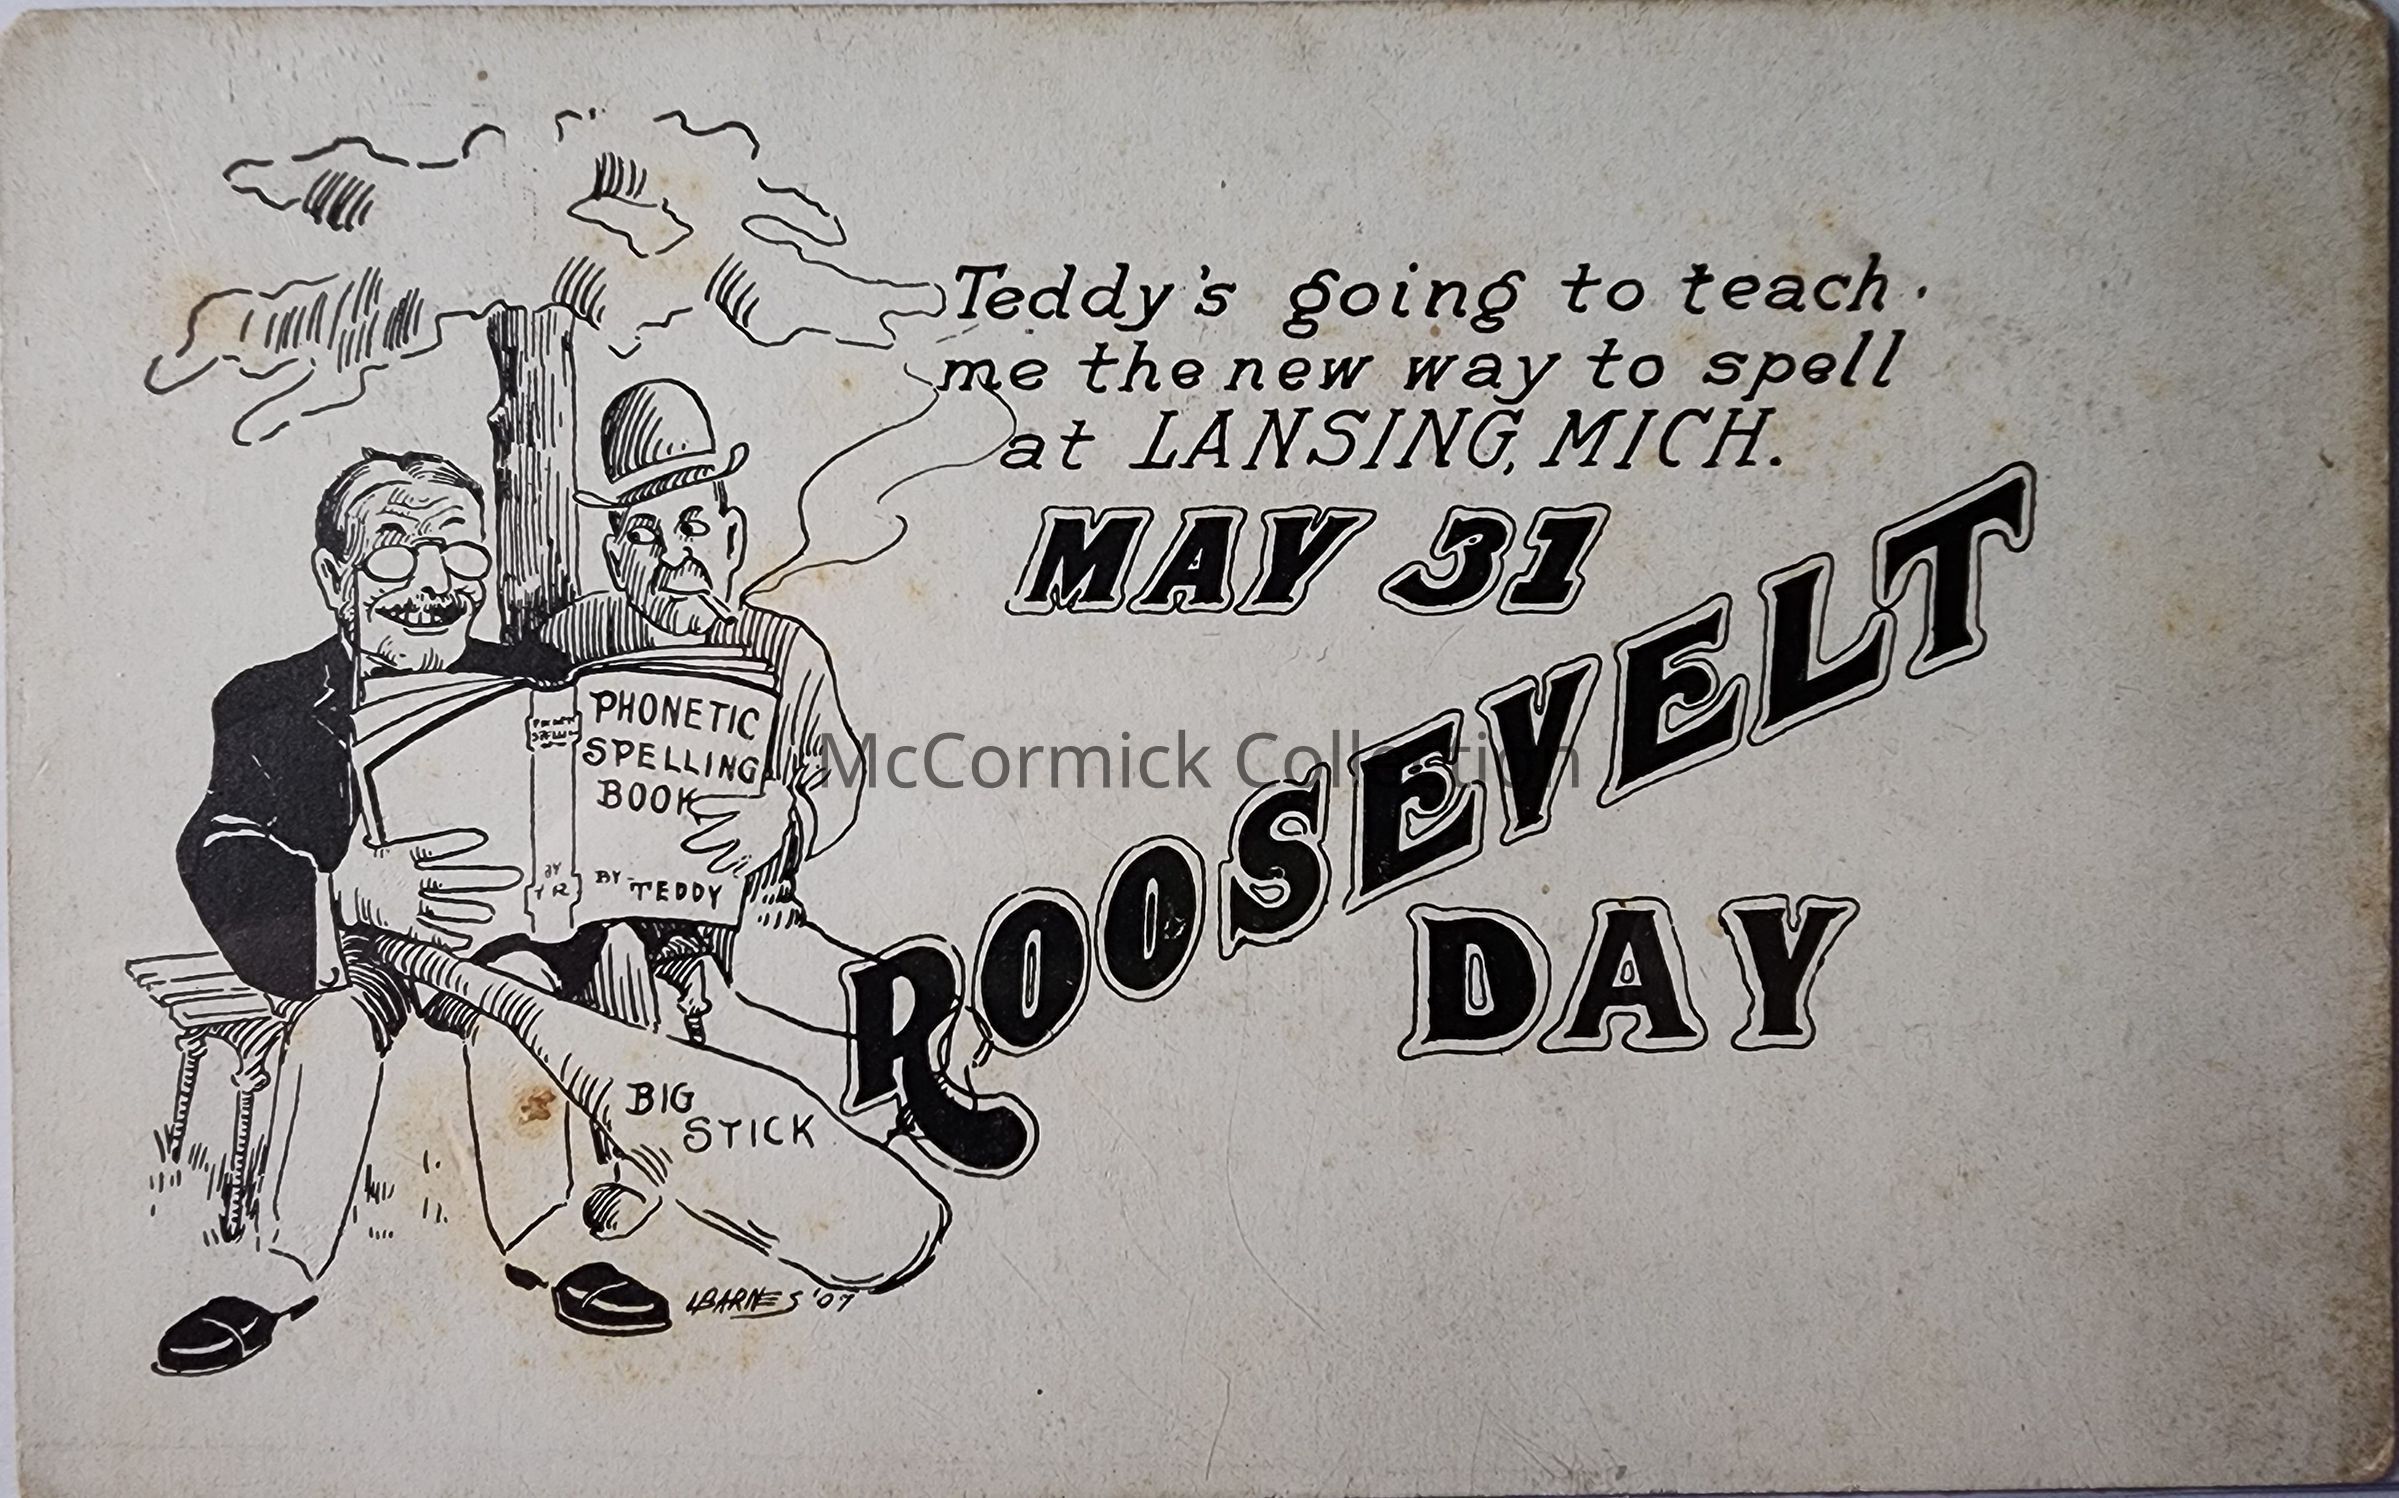 Teddy's going to teach
me the new way to spell
at LANSING, MICH.
MAY 31
ROOSEVELT
DAY
PHONETIC
SPELLING
BOOK
BY TEDDY
BY
T R
BIG
STICK
LBARNES '07
McCormick Collection